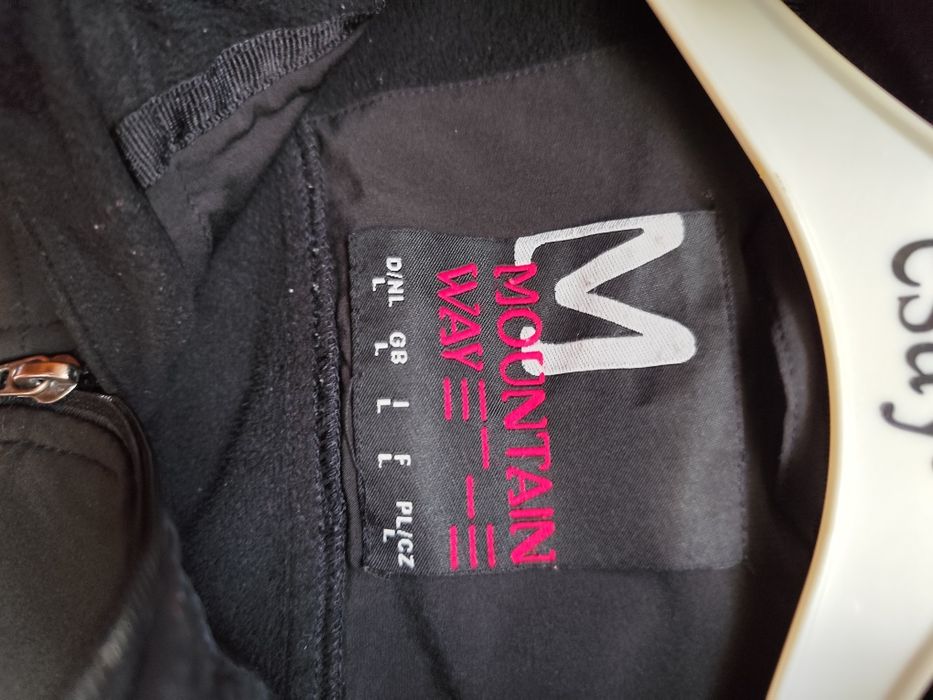 M
MOUNTAIN
WAY
D/NL GB I F PL/CZ
L L L L L